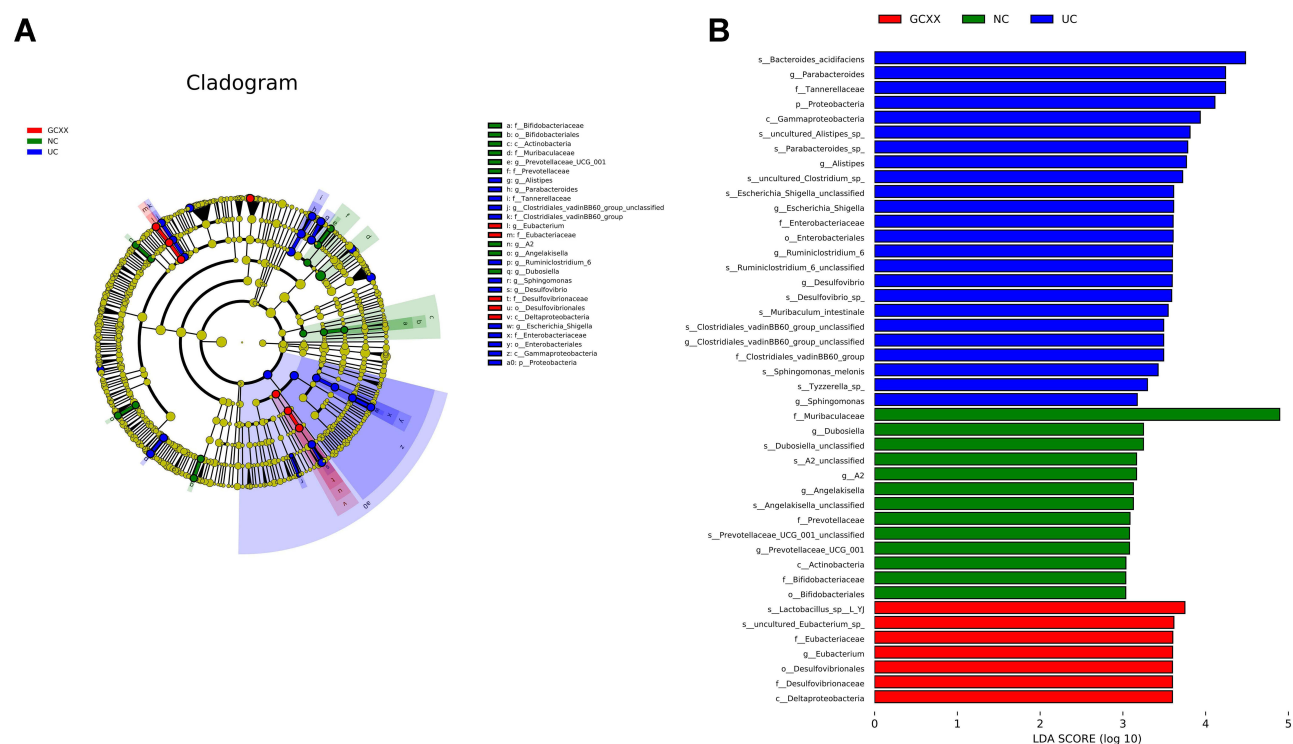 A
Cladogram
GCXX
NC
UC
a: f__Bifidobacteriaceae
b: o__Bifidobacteriales
c: c__Actinobacteria
d: f__Muribaculaceae
e: g__Prevotellaceae_UCG_001
f: f__Prevotellaceae
g: g__Alistipes
h: g__Parabacteroides
i: f__Tannerellaceae
j: g__Clostridiales_vadinBB60_group_unclassified
k: f__Clostridiales_vadinBB60_group
l: g__Eubacterium
m: f__Eubacteriaceae
n: g__A2
o: g__Angelakisella
p: g__Ruminiclostridium_6
q: g__Dubosiella
r: g__Sphingomonas
s: g__Desulfovibrio
t: f__Desulfovibrionaceae
u: o__Desulfovibrionales
v: c__Deltaproteobacteria
w: g__Escherichia_Shigella
x: f__Enterobacteriaceae
y: o__Enterobacteriales
z: c__Gammaproteobacteria
a0: p__Proteobacteria
d
c
b
a
y
x
z
a0
v
u
t
B
GCXX NC UC
s__Bacteroides_acidifaciens
g__Parabacteroides
f__Tannerellaceae
p__Proteobacteria
c__Gammaproteobacteria
s__uncultured_Alistipes_sp_
s__Parabacteroides_sp_
g__Alistipes
s__uncultured_Clostridium_sp_
s__Escherichia_Shigella_unclassified
g__Escherichia_Shigella
f__Enterobacteriaceae
o__Enterobacteriales
g__Ruminiclostridium_6
s__Ruminiclostridium_6_unclassified
g__Desulfovibrio
s__Desulfovibrio_sp_
s__Muribaculum_intestinale
s__Clostridiales_vadinBB60_group_unclassified
g__Clostridiales_vadinBB60_group_unclassified
f__Clostridiales_vadinBB60_group
s__Sphingomonas_melonis
s__Tyzzerella_sp_
g__Sphingomonas
f__Muribaculaceae
g__Dubosiella
s__Dubosiella_unclassified
s__A2_unclassified
g__A2
g__Angelakisella
s__Angelakisella_unclassified
f__Prevotellaceae
s__Prevotellaceae_UCG_001_unclassified
g__Prevotellaceae_UCG_001
c__Actinobacteria
f__Bifidobacteriaceae
o__Bifidobacteriales
s__Lactobacillus_sp__L_YJ
s__uncultured_Eubacterium_sp_
f__Eubacteriaceae
g__Eubacterium
o__Desulfovibrionales
f__Desulfovibrionaceae
c__Deltaproteobacteria
0 1 2 3 4 5
LDA SCORE (log 10)